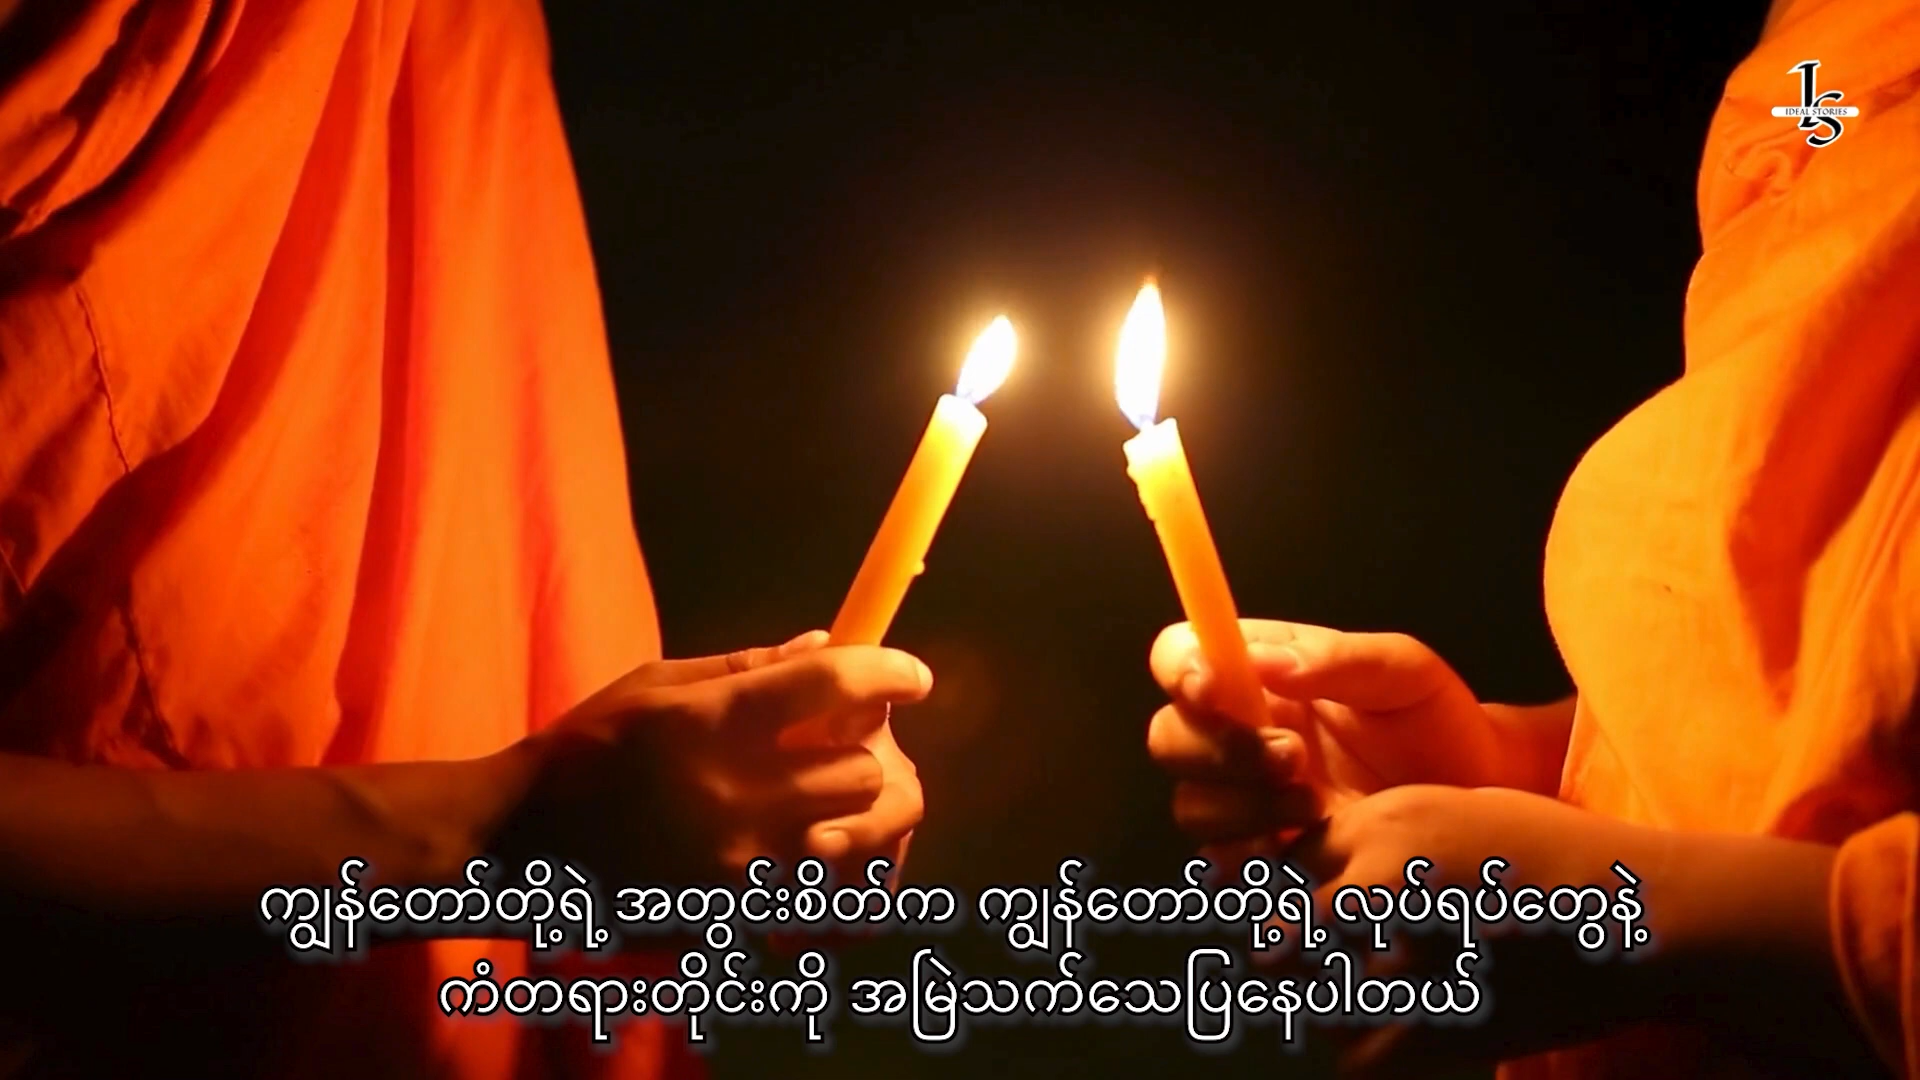 IDEAL STORIES
ကျွန်တော်တို့ရဲ့ အတွင်းစိတ်က ကျွန်တော်တို့ရဲ့ လုပ်ရပ်တွေနဲ့
ကံတရားတိုင်းကို အမြဲသက်သေပြနေပါတယ်